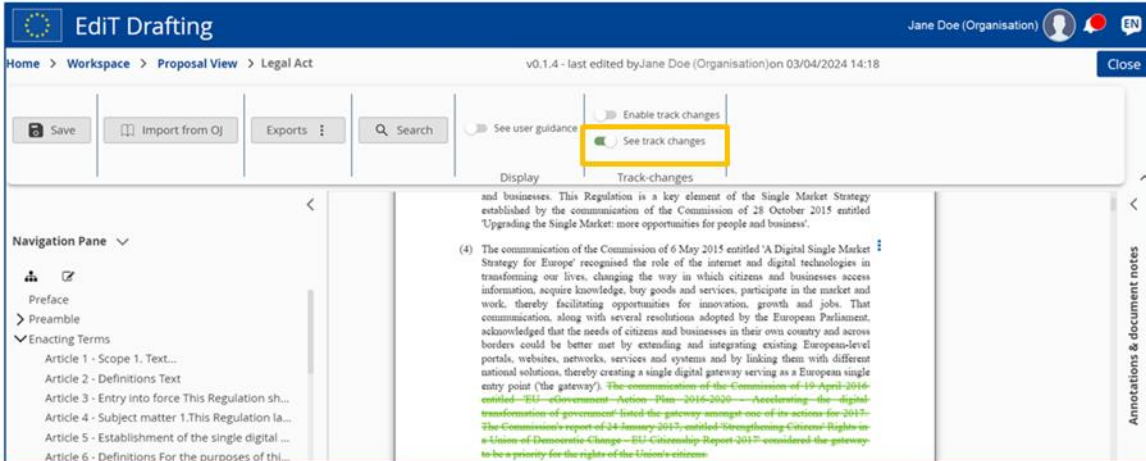 EdiT Drafting
Jane Doe (Organisation)
EN
Home > Workspace > Proposal View > Legal Act
v0.1.4 - last edited byJane Doe (Organisation)on 03/04/2024 14:18
Close
Save
Import from OJ
Exports
Search
See user guidance
Display
Enable track changes
See track changes
Track-changes
Navigation Pane
Preface
Preamble
Enacting Terms
Article 1 - Scope 1. Text...
Article 2 - Definitions Text
Article 3 - Entry into force This Regulation sh...
Article 4 - Subject matter 1.This Regulation la...
Article 5 - Establishment of the single digital ...
Article 6 - Definitions For the purposes of thi...
and businesses. This Regulation is a key element of the Single Market Strategy
established by the communication of the Commission of 28 October 2015 entitled
'Upgrading the Single Market: more opportunities for people and business'.
(4) The communication of the Commission of 6 May 2015 entitled 'A Digital Single Market
Strategy for Europe' recognised the role of the internet and digital technologies in
transforming our lives, changing the way in which citizens and businesses access
information, acquire knowledge, buy goods and services, participate in the market and
work, thereby facilitating opportunities for innovation, growth and jobs. That
communication, along with several resolutions adopted by the European Parliament,
acknowledged that the needs of citizens and businesses in their own country and across
borders could be better met by extending and integrating existing European-level
portals, websites, networks, services and systems and by linking them with different
national solutions, thereby creating a single digital gateway serving as a European single
entry point ('the gateway'). The communication of the Commission of 19 April 2016
entitled 'EU eGovernment Action Plan 2016-2020 - Accelerating the digital
transformation of government' listed the gateway amongst one of its actions for 2017.
The Commission's report of 24 January 2017, entitled 'Strengthening Citizens' Rights in
a Union of Democratic Change - EU Citizenship Report 2017' considered the gateway
to be a priority for the rights of the Union's citizens.
Annotations & document notes